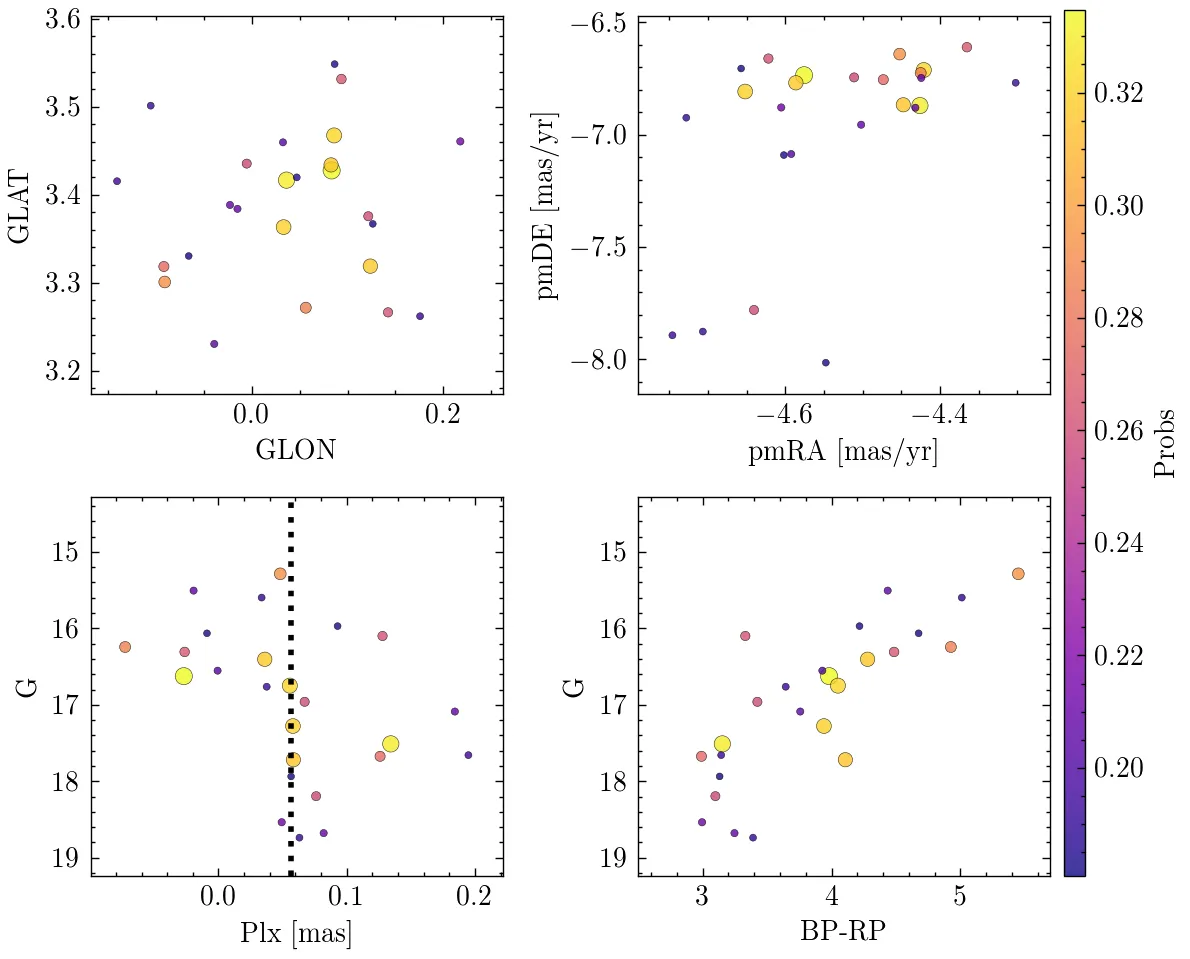 3.6
3.5
3.4
3.3
3.2
GLAT
0.0 0.2
GLON
−6.5
−7.0
−7.5
−8.0
pmDE [mas/yr]
−4.6 −4.4
pmRA [mas/yr]
15
16
17
18
19
G
0.0 0.1 0.2
Plx [mas]
15
16
17
18
19
G
3 4 5
BP-RP
0.32
0.30
0.28
0.26
0.24
0.22
0.20
Probs